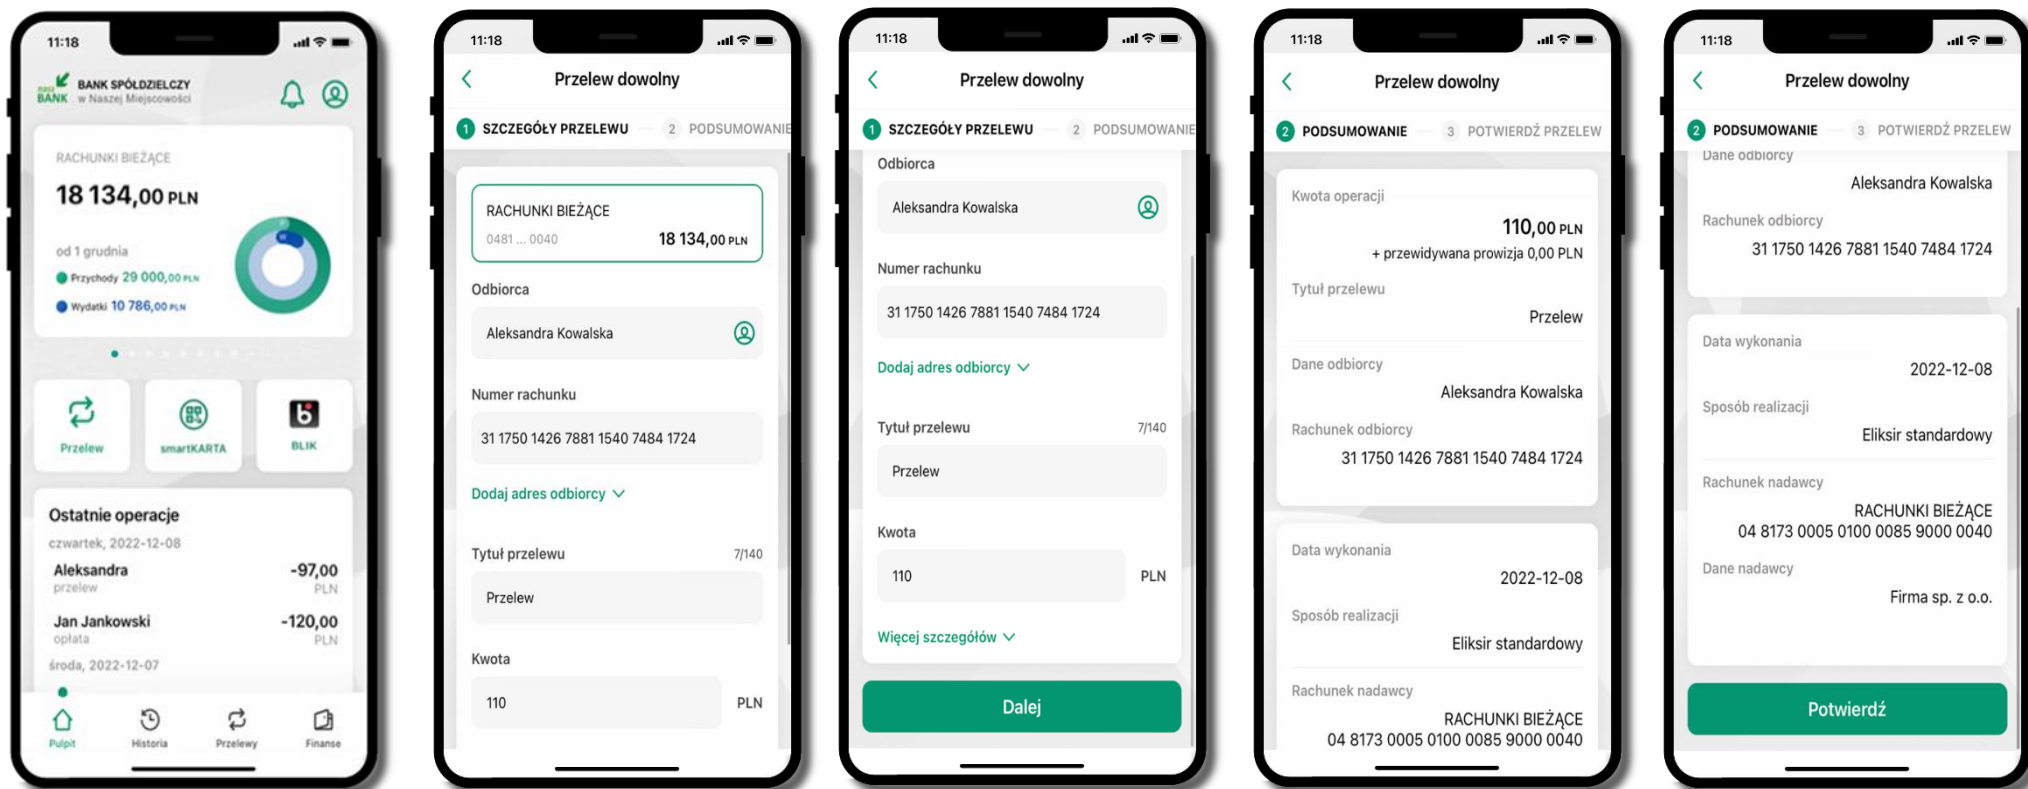 11:18
nasz BANK
BANK SPÓŁDZIELCZY
w Naszej Miejscowości
RACHUNKI BIEŻĄCE
18 134,00 PLN
od 1 grudnia
Przychody 29 000,00 PLN
Wydatki 10 786,00 PLN
Przelew
smartKARTA
BLIK
Ostatnie operacje
czwartek, 2022-12-08
Aleksandra -97,00
przelew PLN
Jan Jankowski -120,00
opłata PLN
środa, 2022-12-07
Pulpit Historia Przelewy Finanse
11:18
Przelew dowolny
1 SZCZEGÓŁY PRZELEWU 2 PODSUMOWANIE
RACHUNKI BIEŻĄCE
0481 ... 0040 18 134,00 PLN
Odbiorca
Aleksandra Kowalska
Numer rachunku
31 1750 1426 7881 1540 7484 1724
Dodaj adres odbiorcy
Tytuł przelewu 7/140
Przelew
Kwota
110 PLN
11:18
Przelew dowolny
1 SZCZEGÓŁY PRZELEWU 2 PODSUMOWANIE
Odbiorca
Aleksandra Kowalska
Numer rachunku
31 1750 1426 7881 1540 7484 1724
Dodaj adres odbiorcy
Tytuł przelewu 7/140
Przelew
Kwota
110 PLN
Więcej szczegółów
Dalej
11:18
Przelew dowolny
2 PODSUMOWANIE 3 POTWIERDŹ PRZELEW
Kwota operacji
110,00 PLN
+ przewidywana prowizja 0,00 PLN
Tytuł przelewu
Przelew
Dane odbiorcy
Aleksandra Kowalska
Rachunek odbiorcy
31 1750 1426 7881 1540 7484 1724
Data wykonania
2022-12-08
Sposób realizacji
Eliksir standardowy
Rachunek nadawcy
RACHUNKI BIEŻĄCE
04 8173 0005 0100 0085 9000 0040
11:18
Przelew dowolny
2 PODSUMOWANIE 3 POTWIERDŹ PRZELEW
Dane odbiorcy
Aleksandra Kowalska
Rachunek odbiorcy
31 1750 1426 7881 1540 7484 1724
Data wykonania
2022-12-08
Sposób realizacji
Eliksir standardowy
Rachunek nadawcy
RACHUNKI BIEŻĄCE
04 8173 0005 0100 0085 9000 0040
Dane nadawcy
Firma sp. z o.o.
Potwierdź